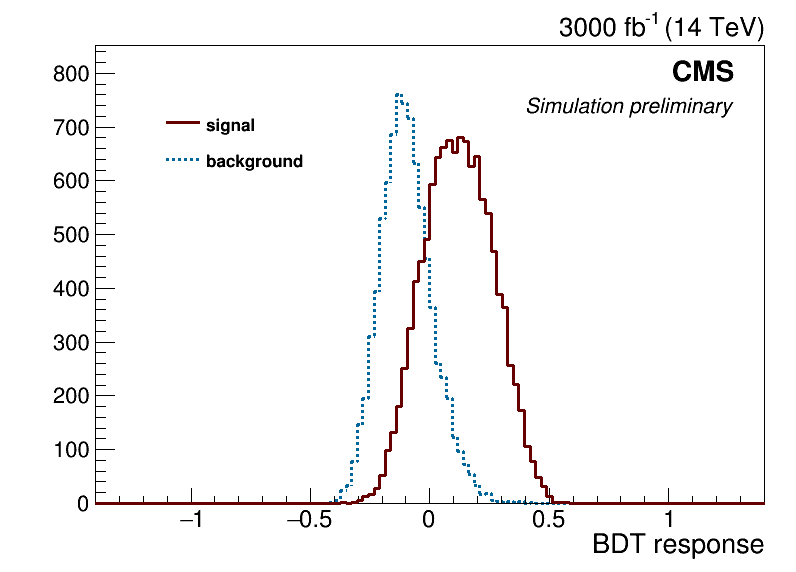 3000 fb⁻¹ (14 TeV)
CMS
Simulation preliminary
signal
background
800
700
600
500
400
300
200
100
0
−1
−0.5
0
0.5
1
BDT response